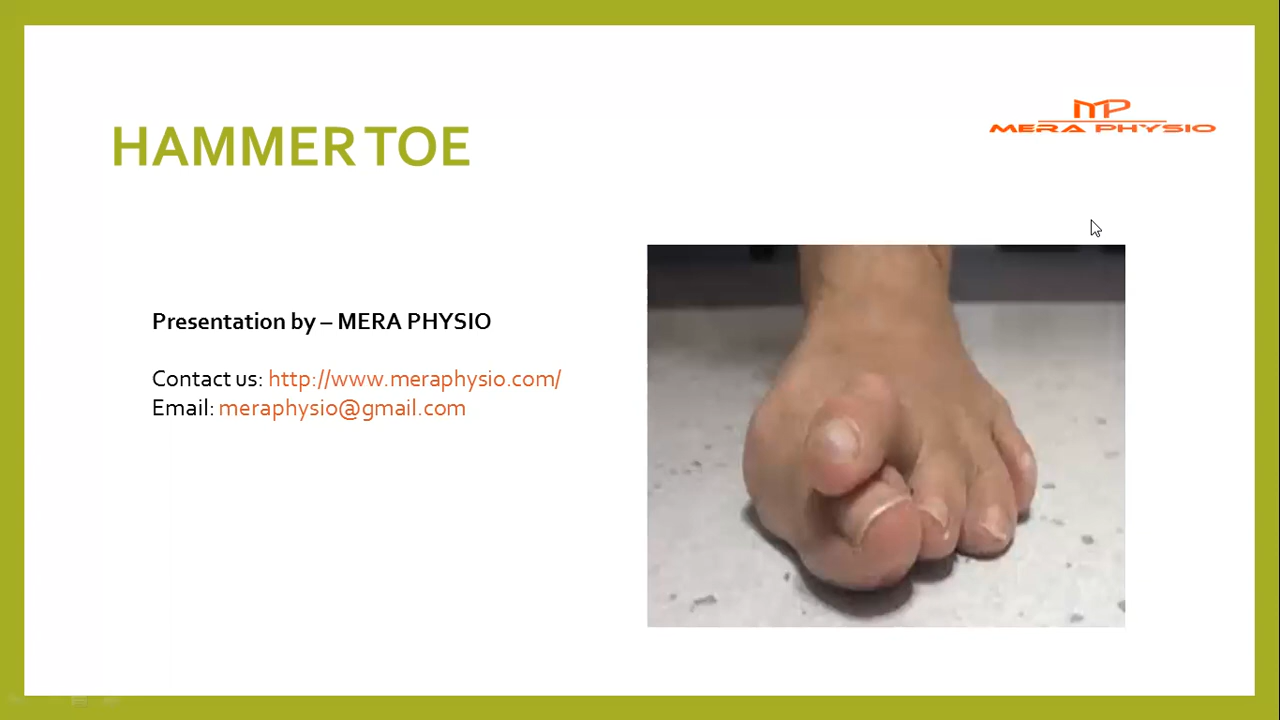 MP
MERA PHYSIO
HAMMER TOE
Presentation by – MERA PHYSIO
Contact us: http://www.meraphysio.com/
Email: meraphysio@gmail.com